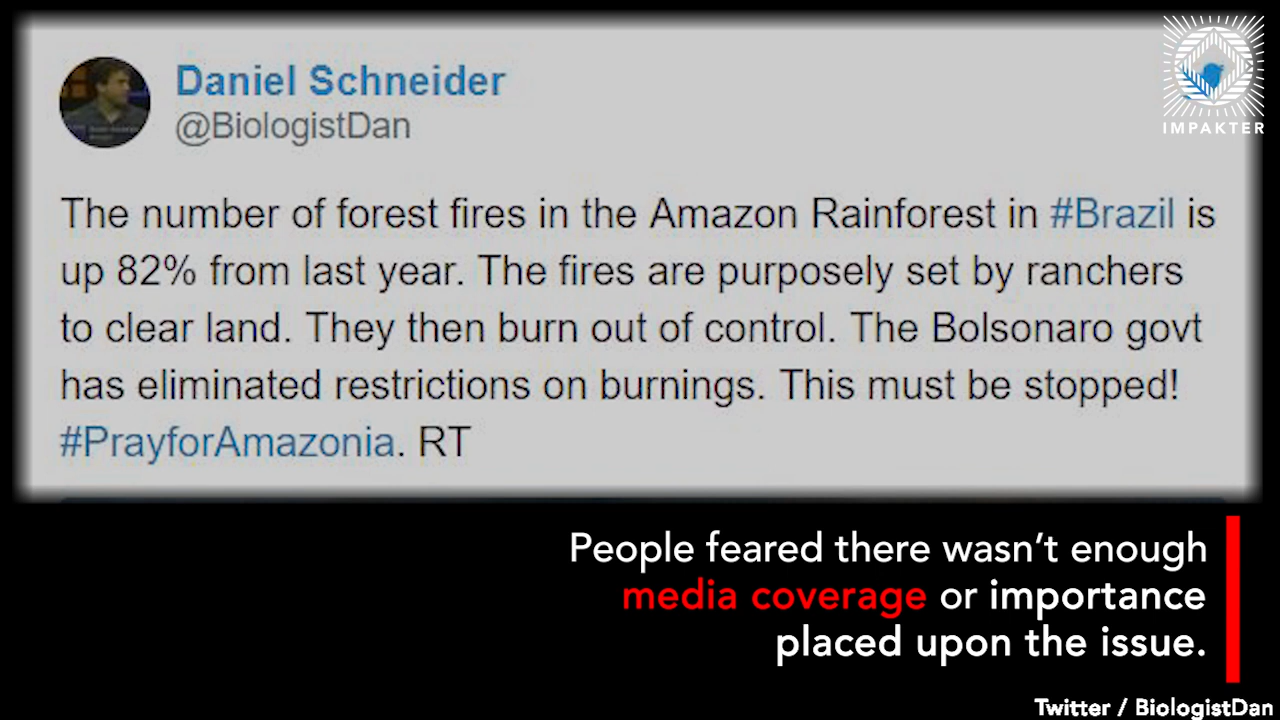 IMPAKTER
Daniel Schneider
@BiologistDan
The number of forest fires in the Amazon Rainforest in #Brazil is
up 82% from last year. The fires are purposely set by ranchers
to clear land. They then burn out of control. The Bolsonaro govt
has eliminated restrictions on burnings. This must be stopped!
#PrayforAmazonia. RT
People feared there wasn't enough
media coverage or importance
placed upon the issue.
Twitter / BiologistDan